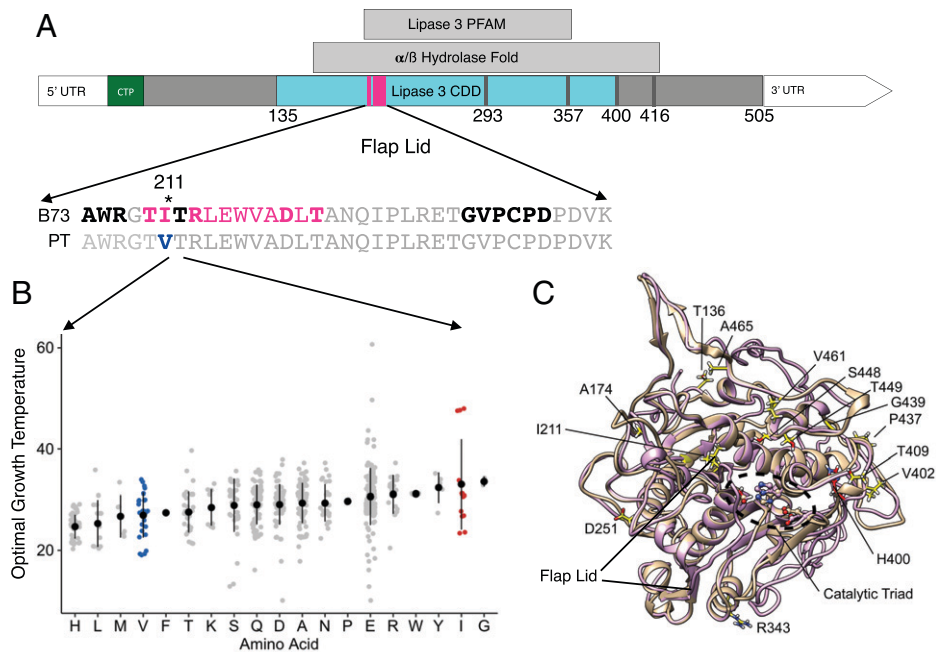 A
Lipase 3 PFAM
α/ß Hydrolase Fold
5' UTR
CTP
Lipase 3 CDD
3' UTR
135
293
357
400
416
505
Flap Lid
211
*
B73 AWRGTITRLEWVADLTANQIPLRETGVPCPDPDVK
PT AWRGTVTRLEWVADLTANQIPLRETGVPCPDPDVK
B
Optimal Growth Temperature
60
40
20
H L M V F T K S Q D A N P E R W Y I G
Amino Acid
C
T136
A465
V461
S448
T449
G439
P437
A174
I211
T409
V402
D251
H400
Flap Lid
Catalytic Triad
R343